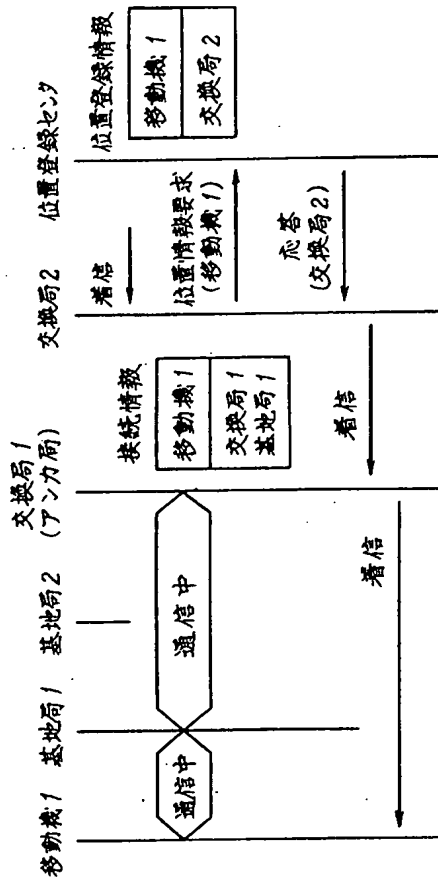 移動機1
基地局1
基地局2
交換局1
(アンカ局)
交換局2
位置登録センタ
通信中
通信中
接続情報
移動機1
交換局1
基地局1
着信
位置情報要求
(移動機1)
応答
(交換局2)
位置登録情報
移動機1
交換局2
着信
着信